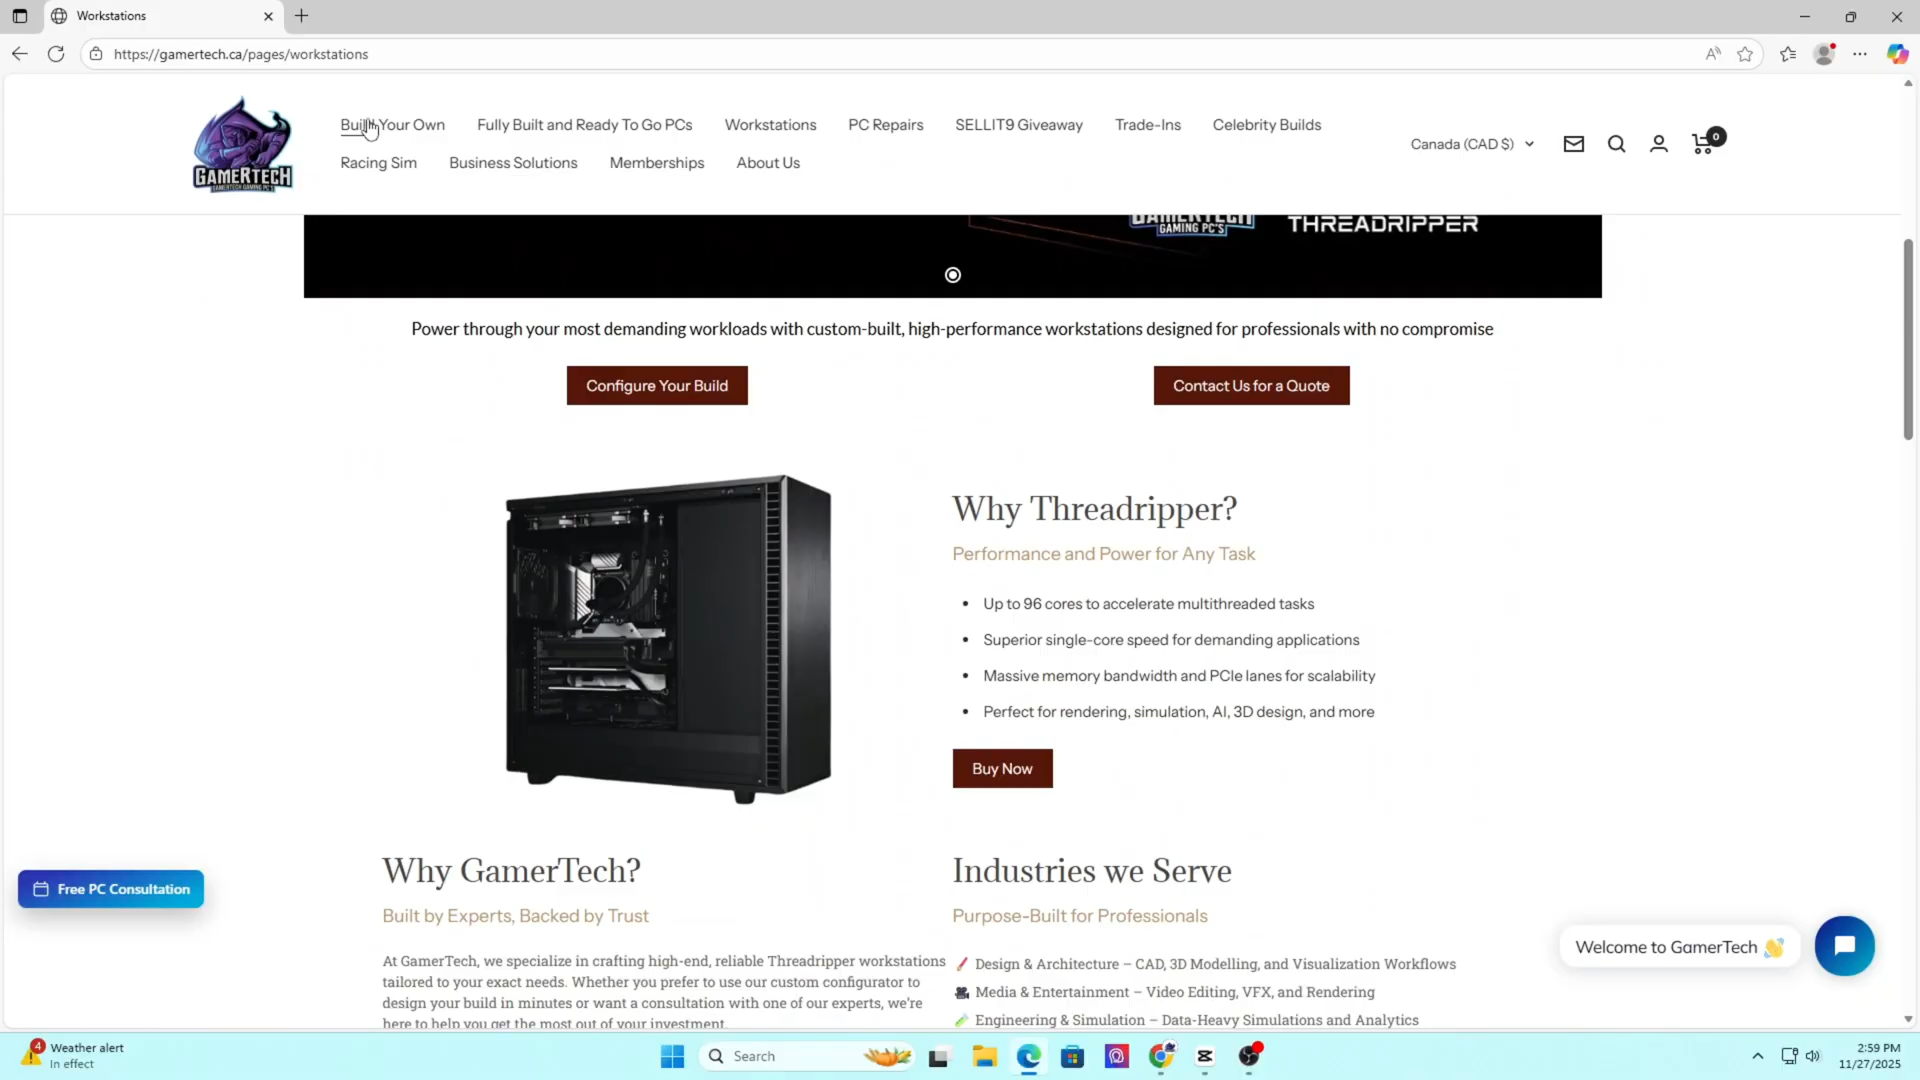 Workstations
https://gamertech.ca/pages/workstations
Build Your Own
Fully Built and Ready To Go PCs
Workstations
PC Repairs
SELLIT9 Giveaway
Trade-Ins
Celebrity Builds
Racing Sim
Business Solutions
Memberships
About Us
Canada (CAD $)
0
GAMERTECH
GAMERTECH GAMING PC'S
GAMERTECH
GAMING PC'S
THREADRIPPER
Power through your most demanding workloads with custom-built, high-performance workstations designed for professionals with no compromise
Configure Your Build
Contact Us for a Quote
Why Threadripper?
Performance and Power for Any Task
• Up to 96 cores to accelerate multithreaded tasks
• Superior single-core speed for demanding applications
• Massive memory bandwidth and PCIe lanes for scalability
• Perfect for rendering, simulation, AI, 3D design, and more
Buy Now
Why GamerTech?
Built by Experts, Backed by Trust
At GamerTech, we specialize in crafting high-end, reliable Threadripper workstations
tailored to your exact needs. Whether you prefer to use our custom configurator to
design your build in minutes or want a consultation with one of our experts, we're
here to help you get the most out of your investment.
Industries we Serve
Purpose-Built for Professionals
Design & Architecture – CAD, 3D Modelling, and Visualization Workflows
Media & Entertainment – Video Editing, VFX, and Rendering
Engineering & Simulation – Data-Heavy Simulations and Analytics
Free PC Consultation
Welcome to GamerTech 👋
4
Weather alert
In effect
Search
2:59 PM
11/27/2025